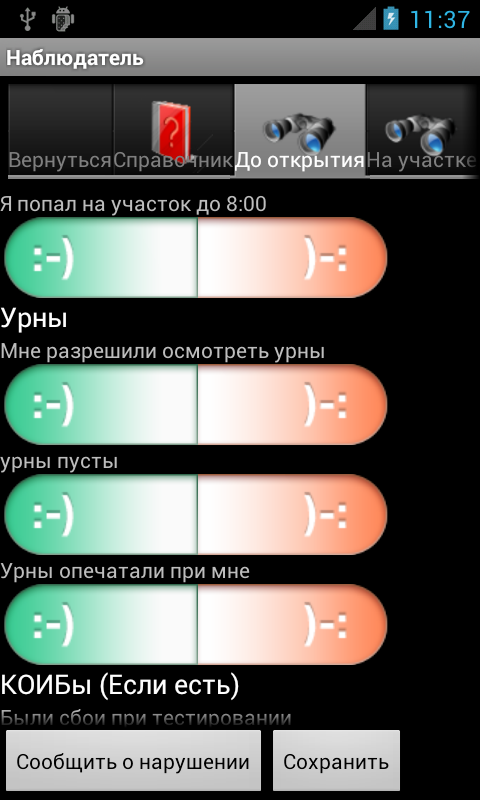 11:37
Наблюдатель
Вернуться Справочник До открытия На участке
Я попал на участок до 8:00
:-) )-:
Урны
Мне разрешили осмотреть урны
:-) )-:
урны пусты
:-) )-:
Урны опечатали при мне
:-) )-:
КОИБы (Если есть)
Были сбои при тестировании
Сообщить о нарушении Сохранить